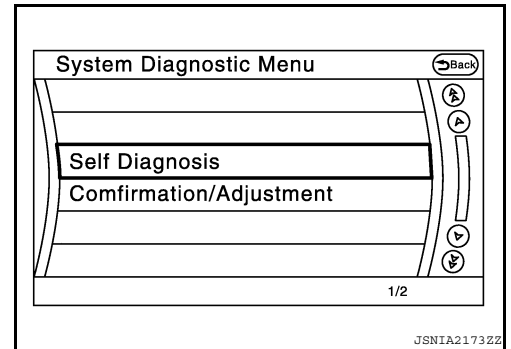 System Diagnostic Menu
Back
Self Diagnosis
Comfirmation/Adjustment
1/2
JSNIA2173ZZ